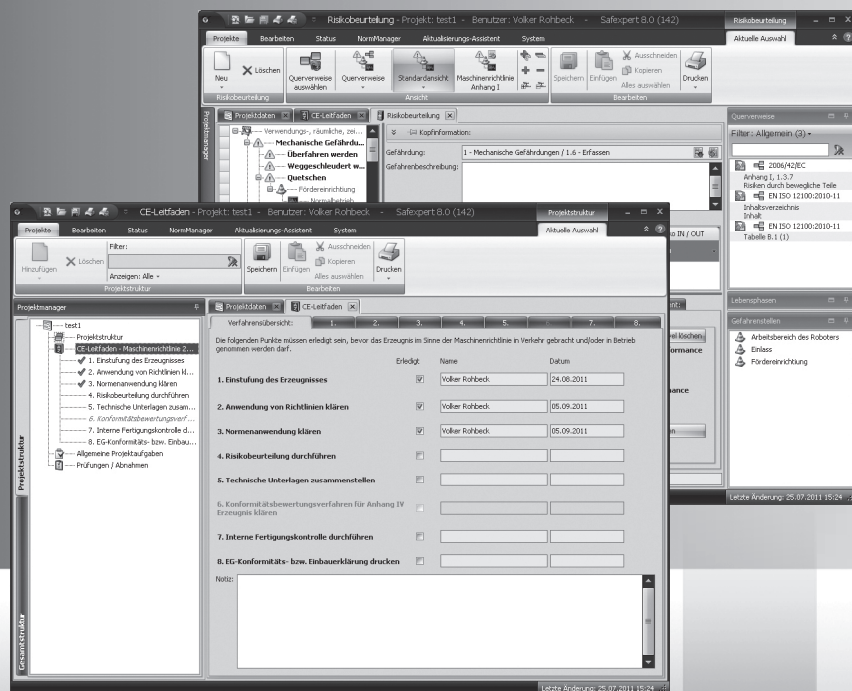 Risikobeurteilung - Projekt: test1 - Benutzer: Volker Rohbeck - Safexpert 8.0 (142)
Risikobeurteilung
Projekte Bearbeiten Status NormManager Aktualisierungs-Assistent System
Aktuelle Auswahl
Neu
Löschen
Querverweise auswählen
Querverweise
Standardansicht
Maschinenrichtlinie Anhang I
Speichern
Einfügen
Ausschneiden
Kopieren
Alles auswählen
Drucken
Risikobeurteilung
Ansicht
Bearbeiten
Projektmanager
Projektdaten
CE-Leitfaden
Risikobeurteilung
Verwendungs-, räumliche, zei...
Mechanische Gefährdu...
Überfahren werden
Weggeschleudert w...
Quetschen
Fördereinrichtung
Normalbetrieb
Kopfinformation:
Gefährdung:
1 - Mechanische Gefährdungen / 1.6 - Erfassen
Gefahrenbeschreibung:
Querverweise
Filter: Allgemein (3)
2006/42/EC
Anhang I, 1.3.7
Risiken durch bewegliche Teile
EN ISO 12100:2010-11
Inhaltsverzeichnis
Inhalt
EN ISO 12100:2010-11
Tabelle B.1 (1)
Lebensphasen
Gefahrenstellen
Arbeitsbereich des Roboters
Einlass
Fördereinrichtung
Letzte Änderung: 25.07.2011 15:24
IN / OUT
löschen
CE-Leitfaden - Projekt: test1 - Benutzer: Volker Rohbeck - Safexpert 8.0 (142)
Projektstruktur
Projekte Bearbeiten Status NormManager Aktualisierungs-Assistent System
Aktuelle Auswahl
Hinzufügen
Löschen
Filter:
Anzeigen: Alle
Speichern
Einfügen
Ausschneiden
Kopieren
Alles auswählen
Drucken
Projektstruktur
Bearbeiten
Projektmanager
Projektstruktur
Gesamtstruktur
test1
Projektstruktur
CE-Leitfaden - Maschinenrichtlinie 2...
1. Einstufung des Erzeugnisses
2. Anwendung von Richtlinien kl...
3. Normenanwendung klären
4. Risikobeurteilung durchführen
5. Technische Unterlagen zusam...
6. Konformitätsbewertungsverf...
7. Interne Fertigungskontrolle d...
8. EG-Konformitäts- bzw. Einbau...
Allgemeine Projektaufgaben
Prüfungen / Abnahmen
Projektdaten
CE-Leitfaden
Verfahrensübersicht: 1. 2. 3. 4. 5. 7. 8.
Die folgenden Punkte müssen erledigt sein, bevor das Erzeugnis im Sinne der Maschinenrichtlinie in Verkehr gebracht und/oder in Betrieb
genommen werden darf.
Erledigt Name Datum
1. Einstufung des Erzeugnisses Volker Rohbeck 24.08.2011
2. Anwendung von Richtlinien klären Volker Rohbeck 05.09.2011
3. Normenanwendung klären Volker Rohbeck 05.09.2011
4. Risikobeurteilung durchführen
5. Technische Unterlagen zusammenstellen
6. Konformitätsbewertungsverfahren für Anhang IV
Erzeugnis klären
7. Interne Fertigungskontrolle durchführen
8. EG-Konformitäts- bzw. Einbauerklärung drucken
Notiz:
Letzte Änderung: 25.07.2011 15:24